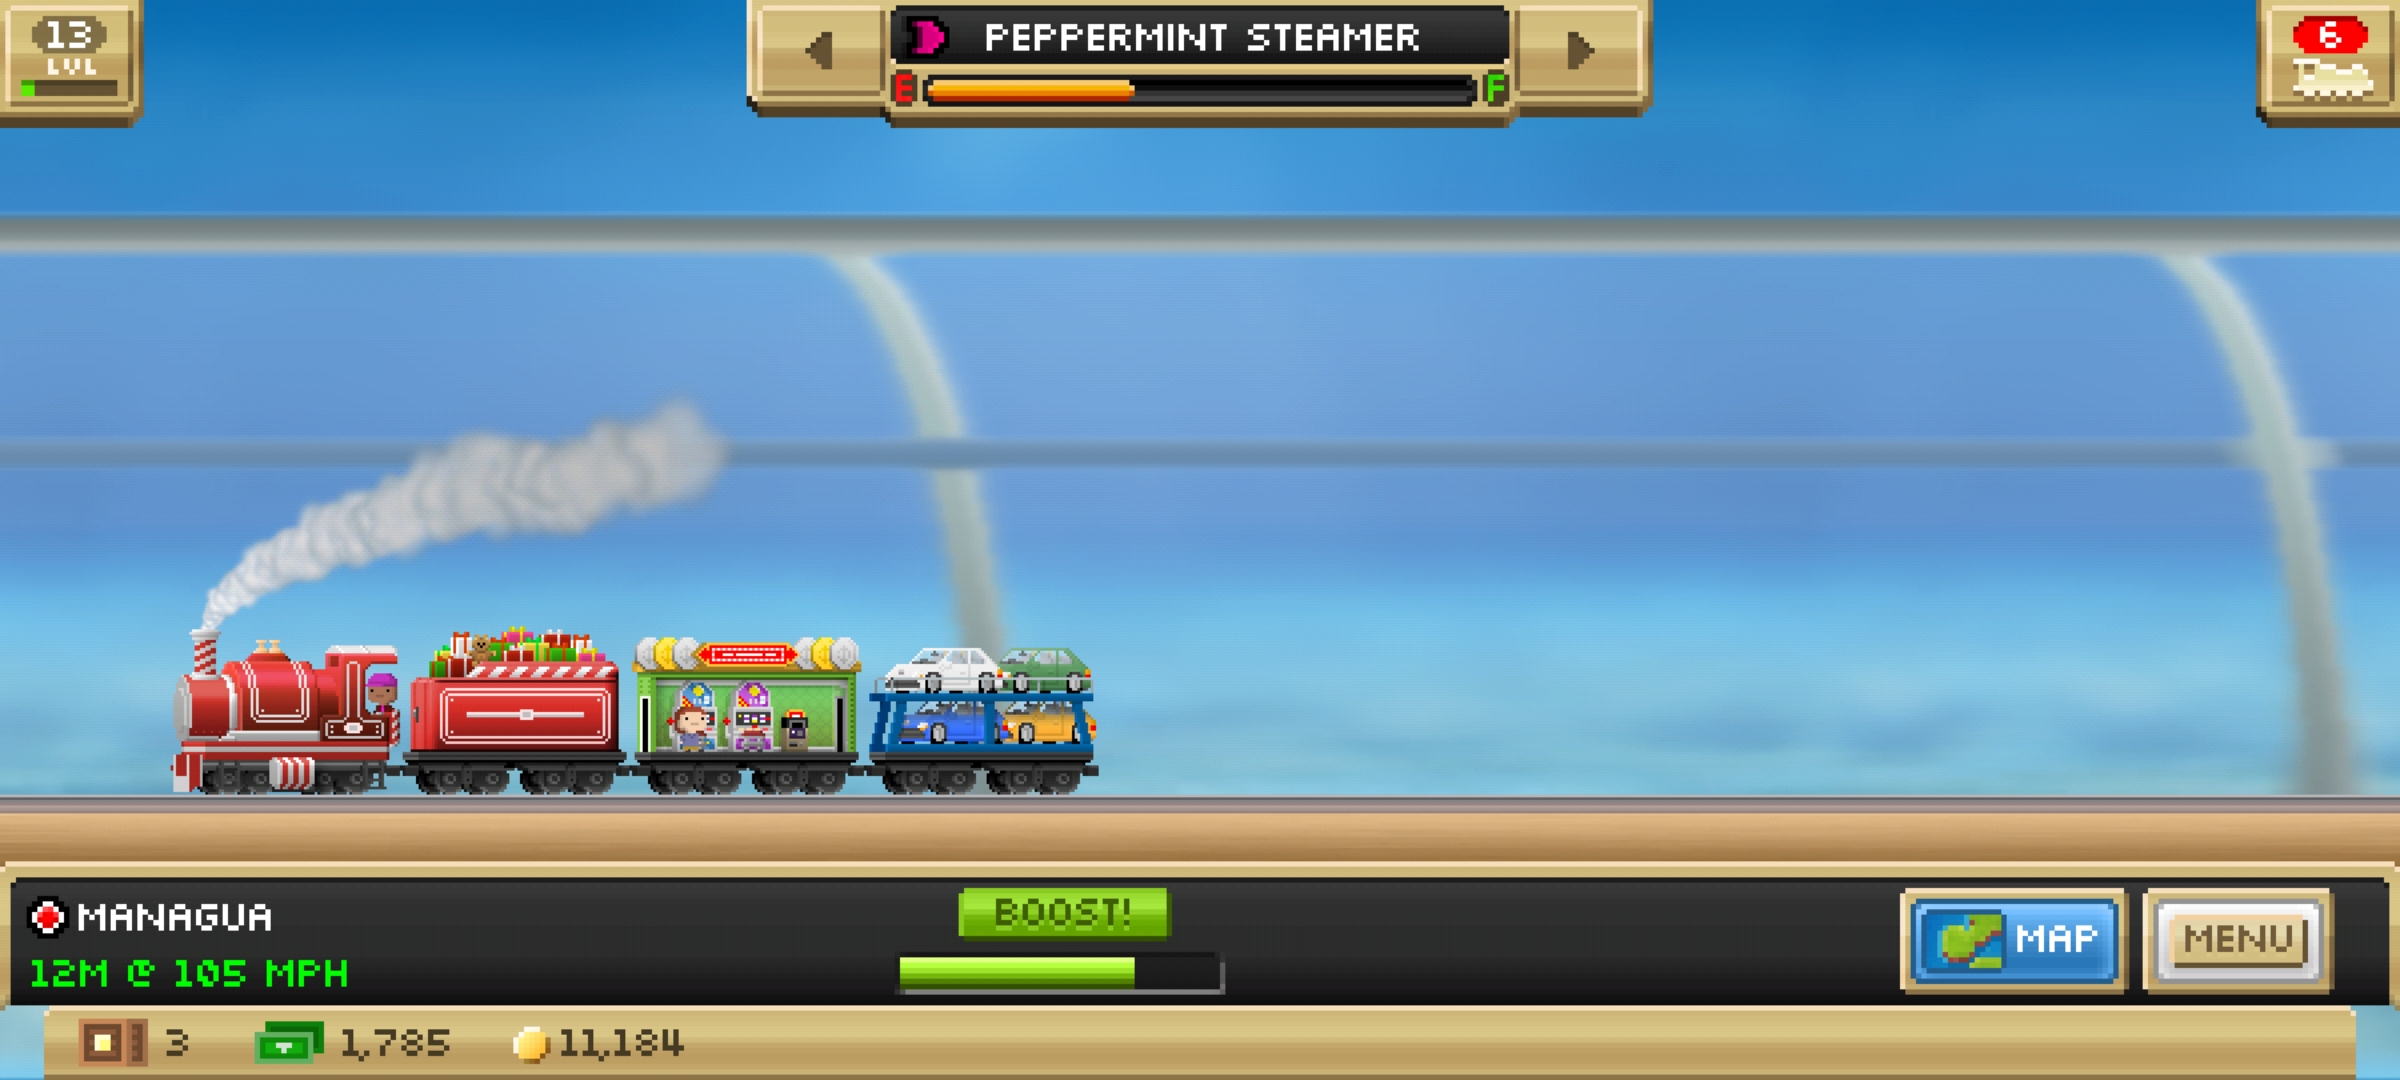 13
LVL
PEPPERMINT STEAMER
E F
6
MANAGUA
12M @ 105 MPH
BOOST!
MAP
MENU
3
1,785
11,184